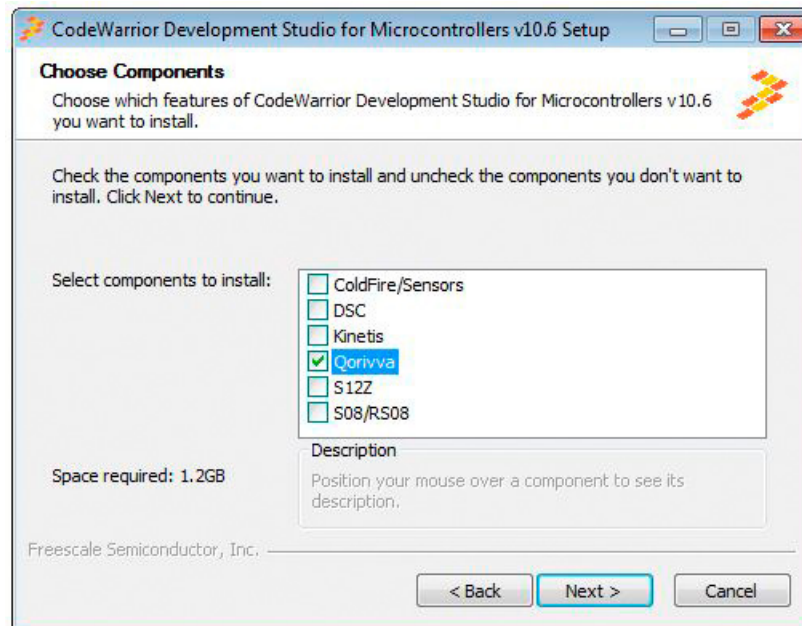 CodeWarrior Development Studio for Microcontrollers v10.6 Setup
Choose Components
Choose which features of CodeWarrior Development Studio for Microcontrollers v10.6
you want to install.
Check the components you want to install and uncheck the components you don't want to
install. Click Next to continue.
Select components to install:
ColdFire/Sensors
DSC
Kinetis
Qorivva
S12Z
S08/RS08
Space required: 1.2GB
Description
Position your mouse over a component to see its
description.
Freescale Semiconductor, Inc.
< Back
Next >
Cancel